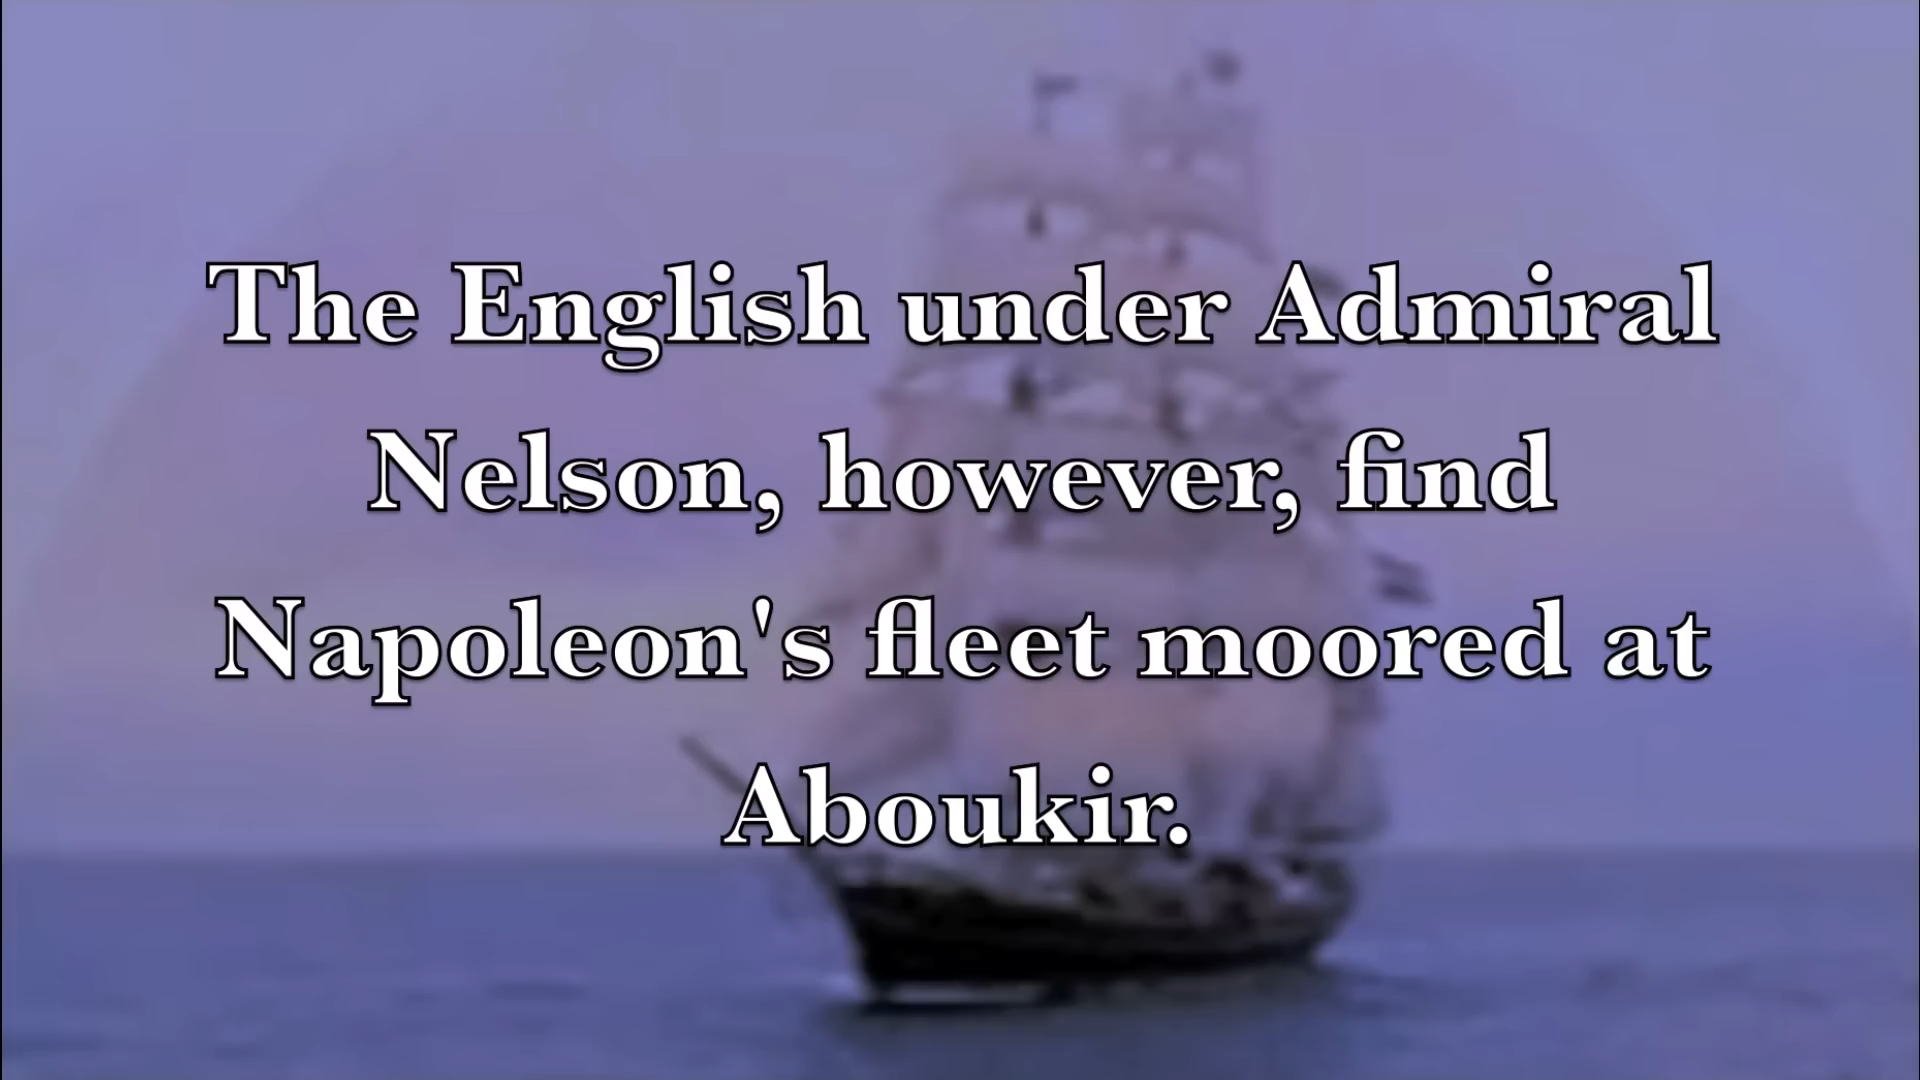 The English under Admiral
Nelson, however, find
Napoleon's fleet moored at
Aboukir.